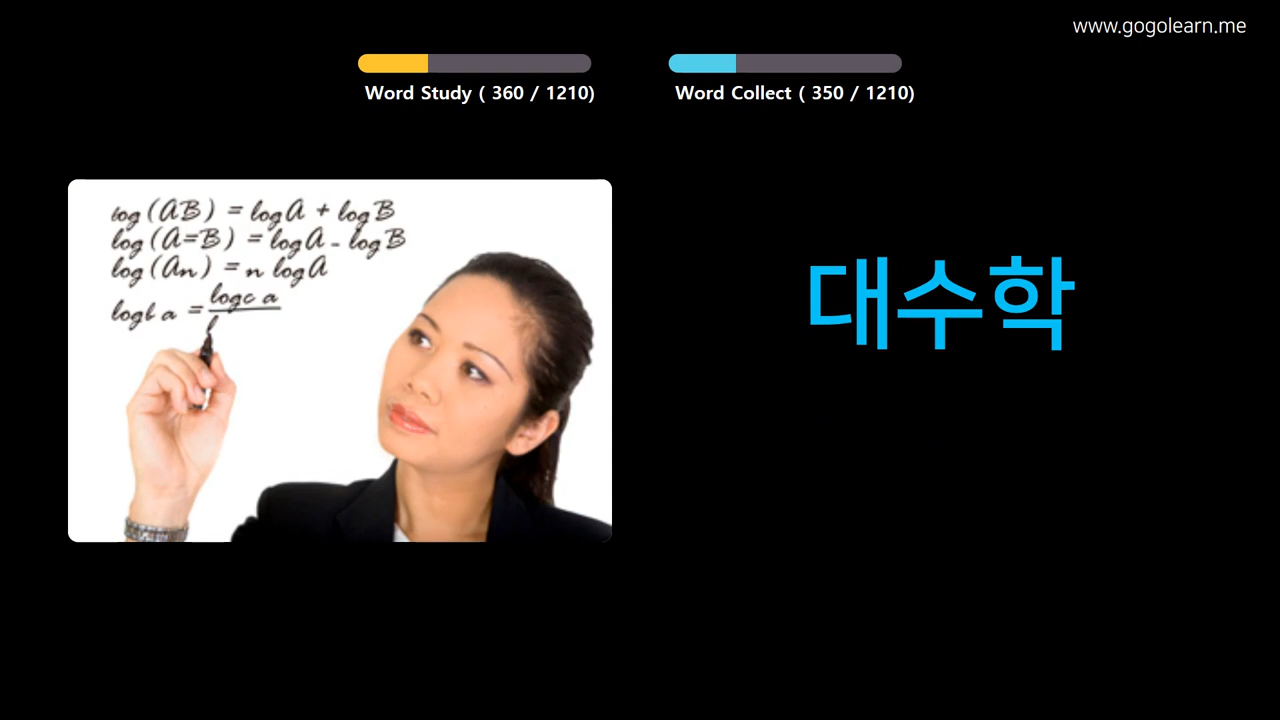 www.gogolearn.me
Word Study ( 360 / 1210)
Word Collect ( 350 / 1210)
log (AB) = log A + log B
log (A=B) = log A - log B
log (An) = n log A
logb a = logc a
대수학